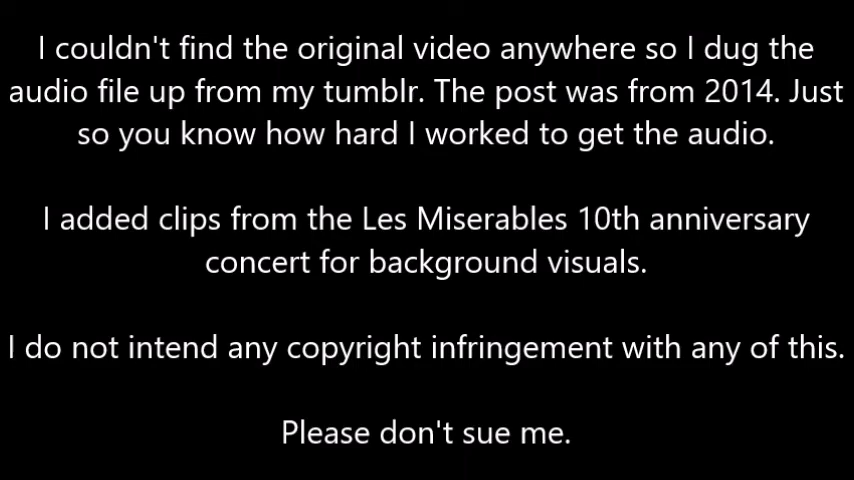 I couldn't find the original video anywhere so I dug the
audio file up from my tumblr. The post was from 2014. Just
so you know how hard I worked to get the audio.
I added clips from the Les Miserables 10th anniversary
concert for background visuals.
I do not intend any copyright infringement with any of this.
Please don't sue me.